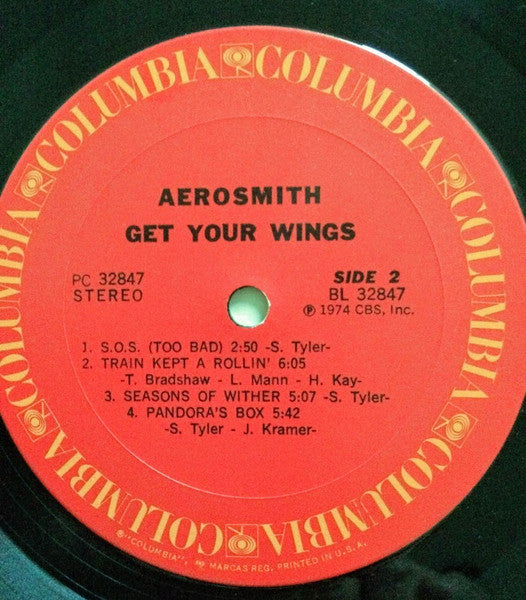 COLUMBIA COLUMBIA COLUMBIA COLUMBIA COLUMBIA COLUMBIA
AEROSMITH
GET YOUR WINGS
PC 32847
STEREO
SIDE 2
BL 32847
℗ 1974 CBS, Inc.
1. S.O.S. (TOO BAD) 2:50 -S. Tyler-
2. TRAIN KEPT A ROLLIN' 6:05
-T. Bradshaw - L. Mann - H. Kay-
3. SEASONS OF WITHER 5:07 -S. Tyler-
4. PANDORA'S BOX 5:42
-S. Tyler - J. Kramer-
®"COLUMBIA", MARCAS REG. PRINTED IN U.S.A.